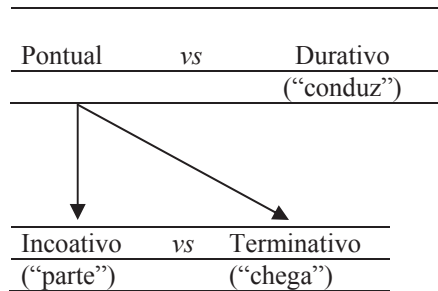 Pontual vs Durativo
(“conduz”)
Incoativo vs Terminativo
(“parte”) (“chega”)